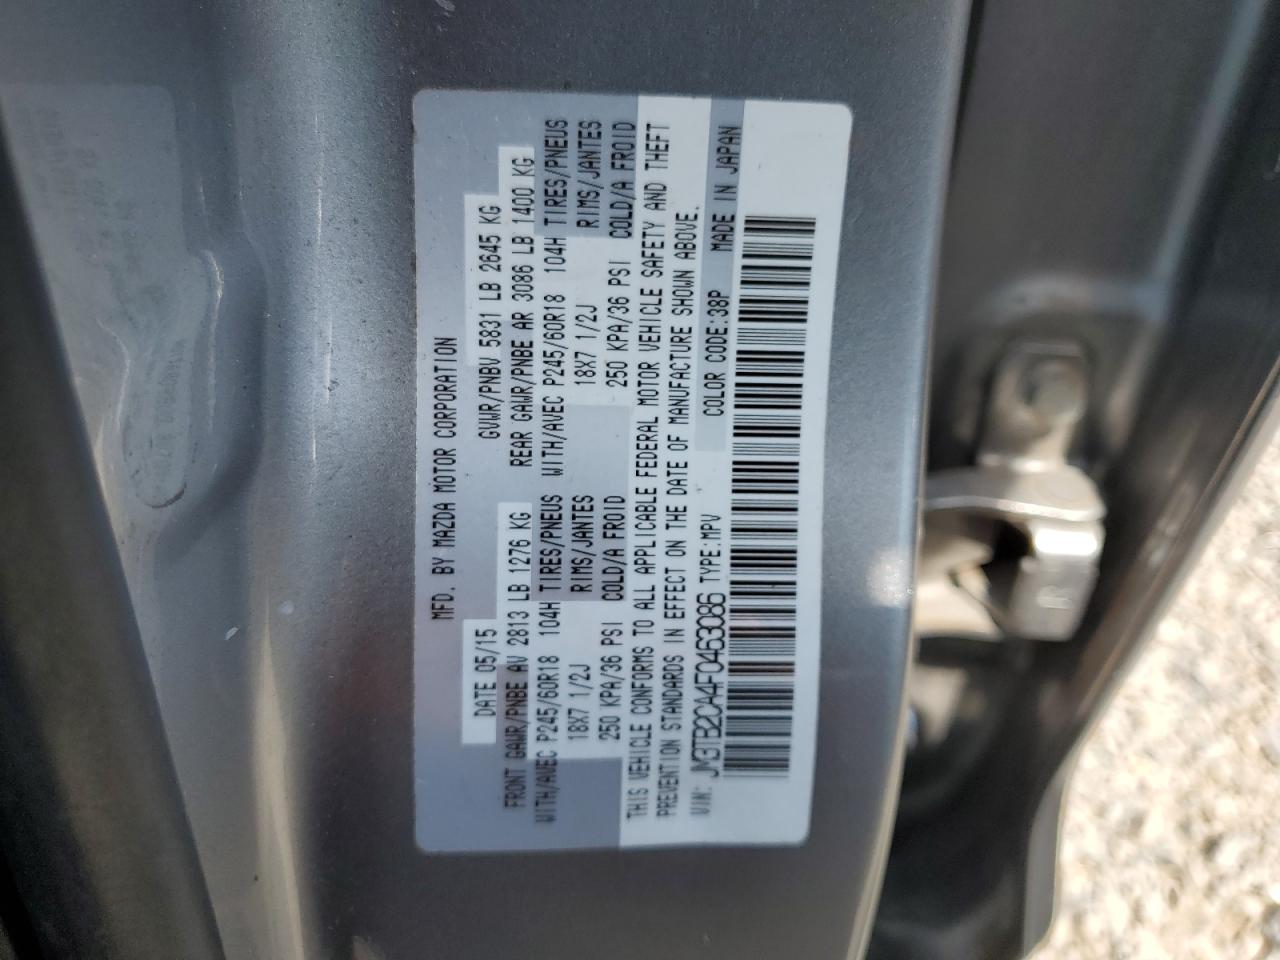 MFD. BY MAZDA MOTOR CORPORATION
DATE 05/15 GVWR/PNBV 5831 LB 2645 KG
FRONT GAWR/PNBE AV 2813 LB 1276 KG REAR GAWR/PNBE AR 3086 LB 1400 KG
WITH/AVEC P245/60R18 104H TIRES/PNEUS WITH/AVEC P245/60R18 104H TIRES/PNEUS
18X7 1/2J RIMS/JANTES 18X7 1/2J RIMS/JANTES
250 KPA/36 PSI COLD/A FROID 250 KPA/36 PSI COLD/A FROID
THIS VEHICLE CONFORMS TO ALL APPLICABLE FEDERAL MOTOR VEHICLE SAFETY AND THEFT
PREVENTION STANDARDS IN EFFECT ON THE DATE OF MANUFACTURE SHOWN ABOVE.
VIN: JM3TB2CA4F0463086 TYPE:MPV COLOR CODE:38P MADE IN JAPAN